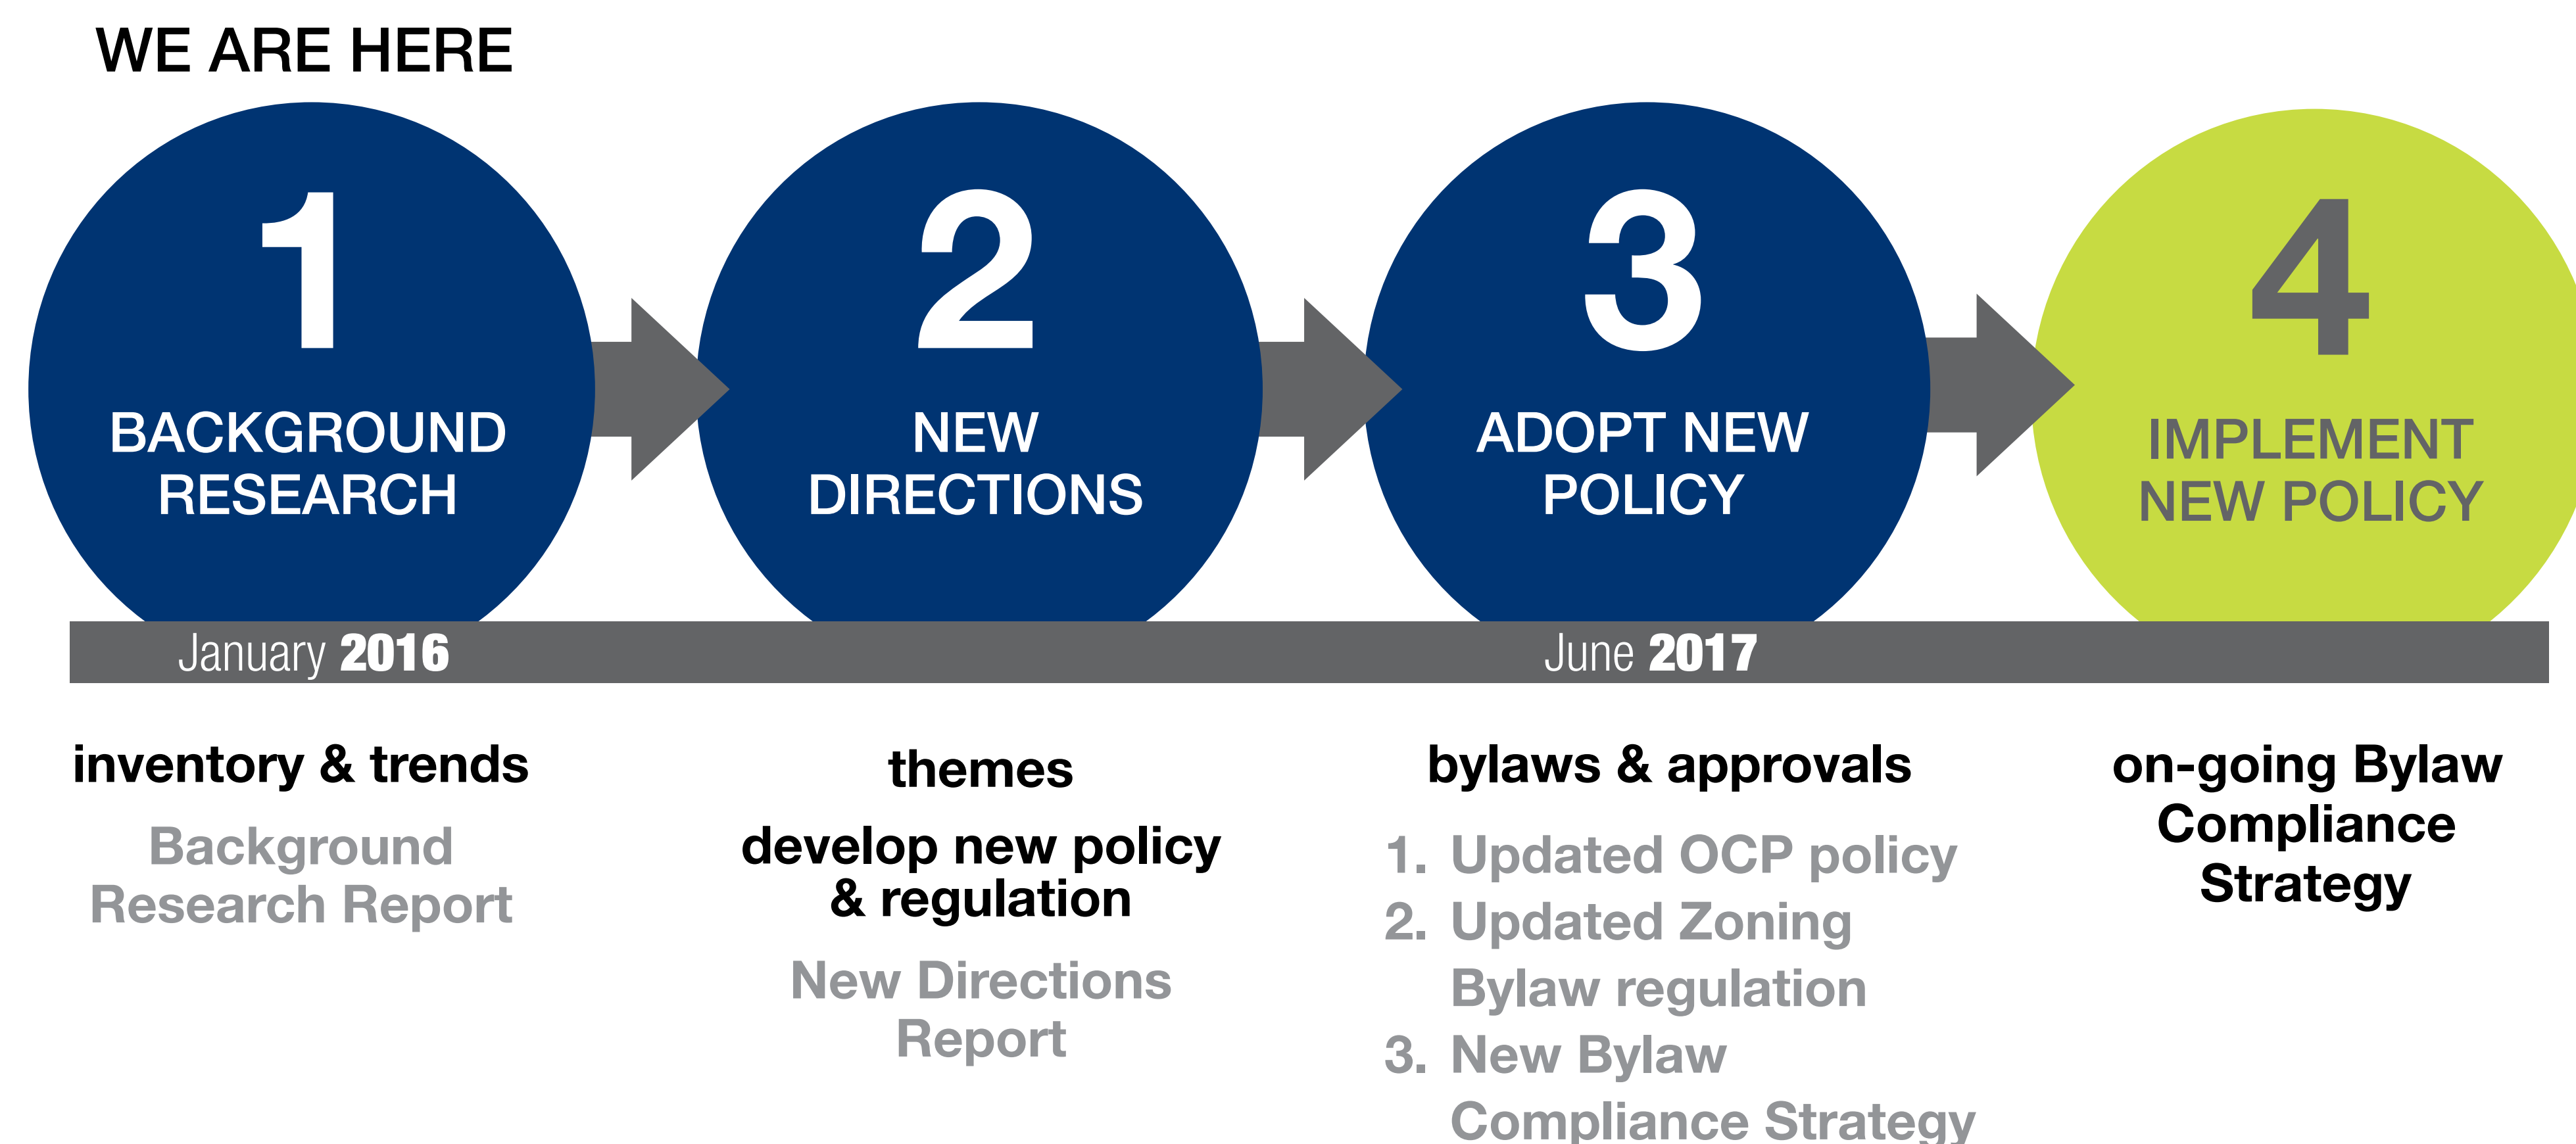 WE ARE HERE
1
BACKGROUND
RESEARCH
2
NEW
DIRECTIONS
3
ADOPT NEW
POLICY
4
IMPLEMENT
NEW POLICY
January 2016
June 2017
inventory & trends
Background
Research Report
themes
develop new policy
& regulation
New Directions
Report
bylaws & approvals
1. Updated OCP policy
2. Updated Zoning
Bylaw regulation
3. New Bylaw
Compliance Strategy
on-going Bylaw
Compliance
Strategy